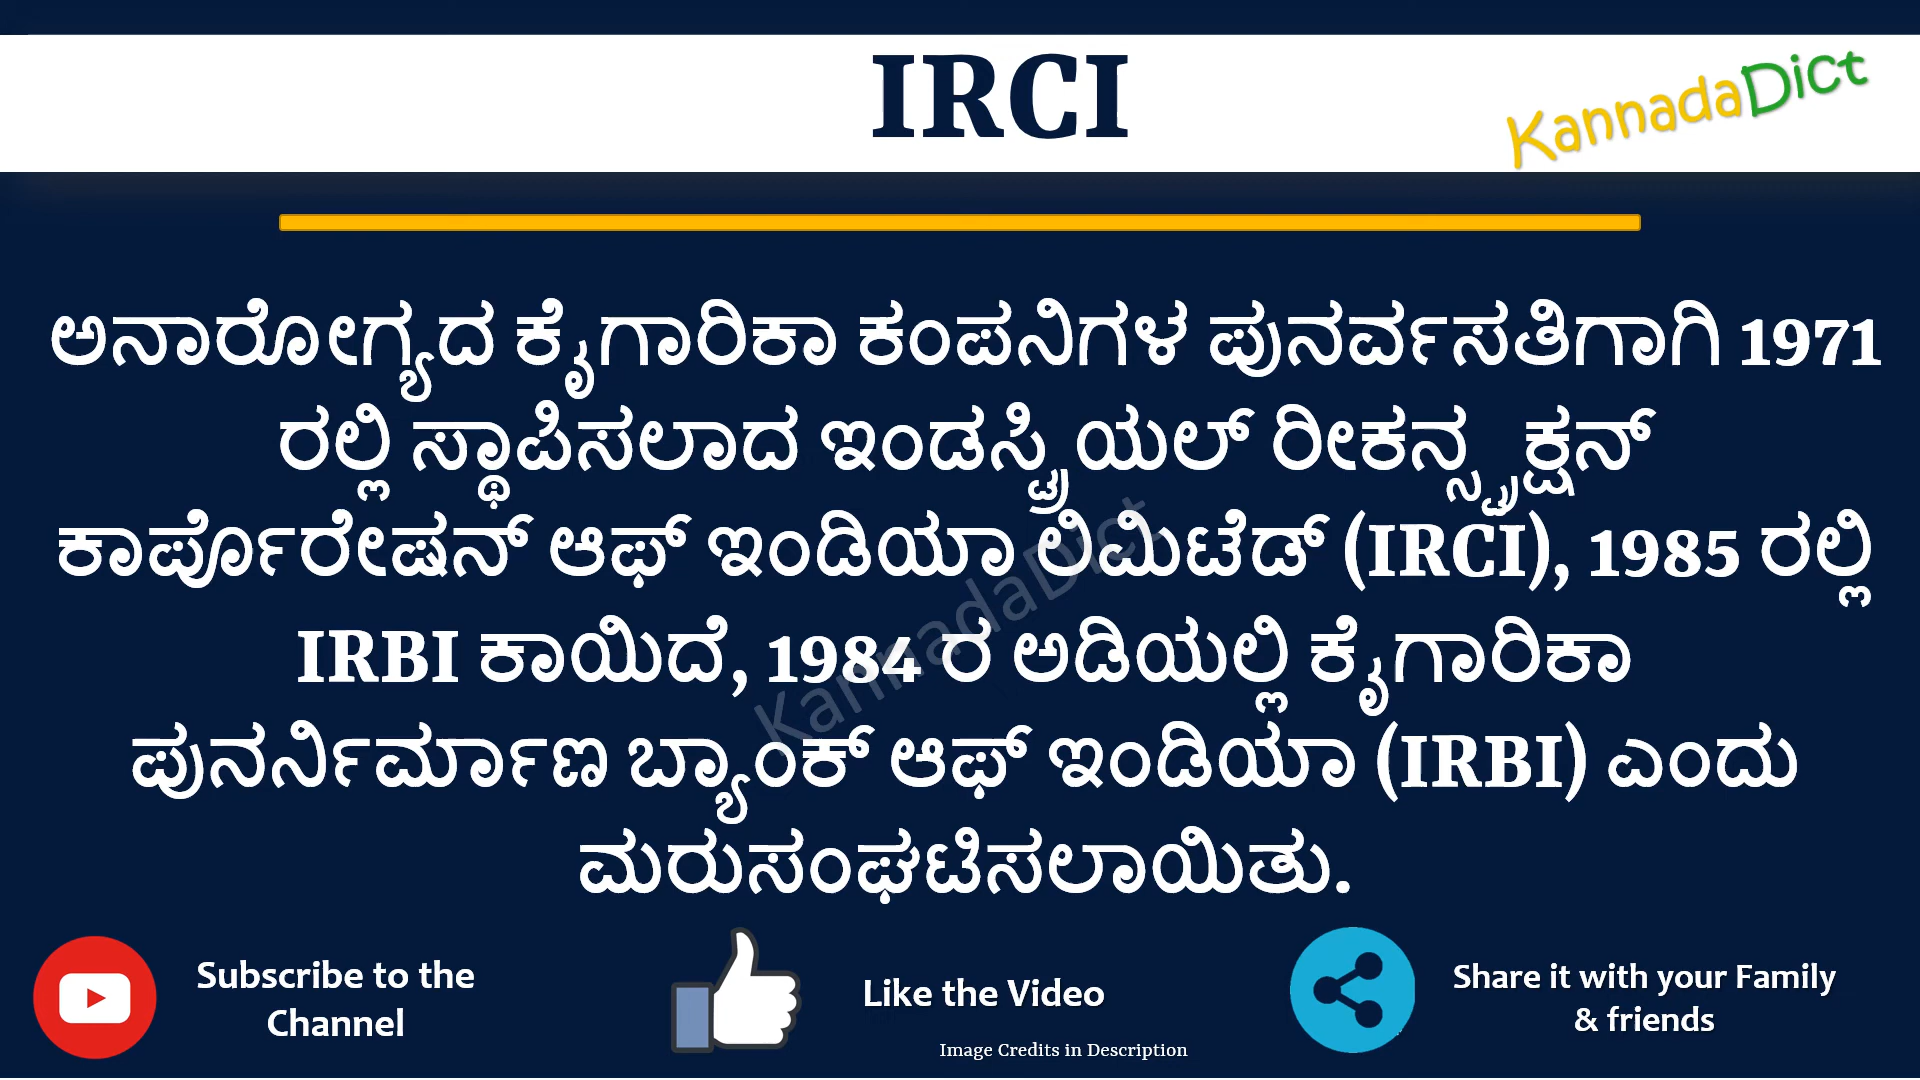 IRCI
KannadaDict
ಅನಾರೋಗ್ಯದ ಕೈಗಾರಿಕಾ ಕಂಪನಿಗಳ ಪುನರ್ವಸತಿಗಾಗಿ 1971
ರಲ್ಲಿ ಸ್ಥಾಪಿಸಲಾದ ಇಂಡಸ್ಟ್ರಿಯಲ್ ರೀಕನ್ಸ್ಟ್ರಕ್ಷನ್
ಕಾರ್ಪೊರೇಷನ್ ಆಫ್ ಇಂಡಿಯಾ ಲಿಮಿಟೆಡ್ (IRCI), 1985 ರಲ್ಲಿ
IRBI ಕಾಯಿದೆ, 1984 ರ ಅಡಿಯಲ್ಲಿ ಕೈಗಾರಿಕಾ
ಪುನರ್ನಿರ್ಮಾಣ ಬ್ಯಾಂಕ್ ಆಫ್ ಇಂಡಿಯಾ (IRBI) ಎಂದು
ಮರುಸಂಘಟಿಸಲಾಯಿತು.
KannadaDict
Subscribe to the
Channel
Like the Video
Share it with your Family
& friends
Image Credits in Description